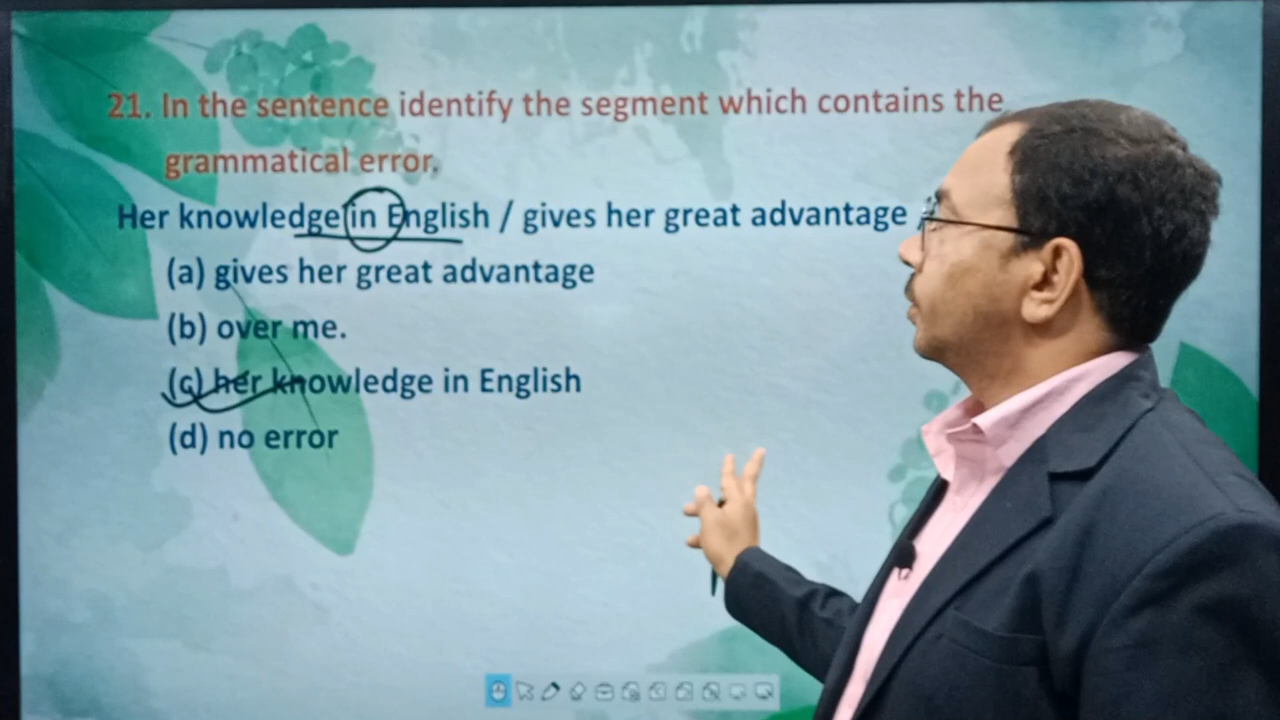 21. In the sentence identify the segment which contains the
grammatical error.
Her knowledge in English / gives her great advantage
(a) gives her great advantage
(b) over me.
(c) her knowledge in English
(d) no error